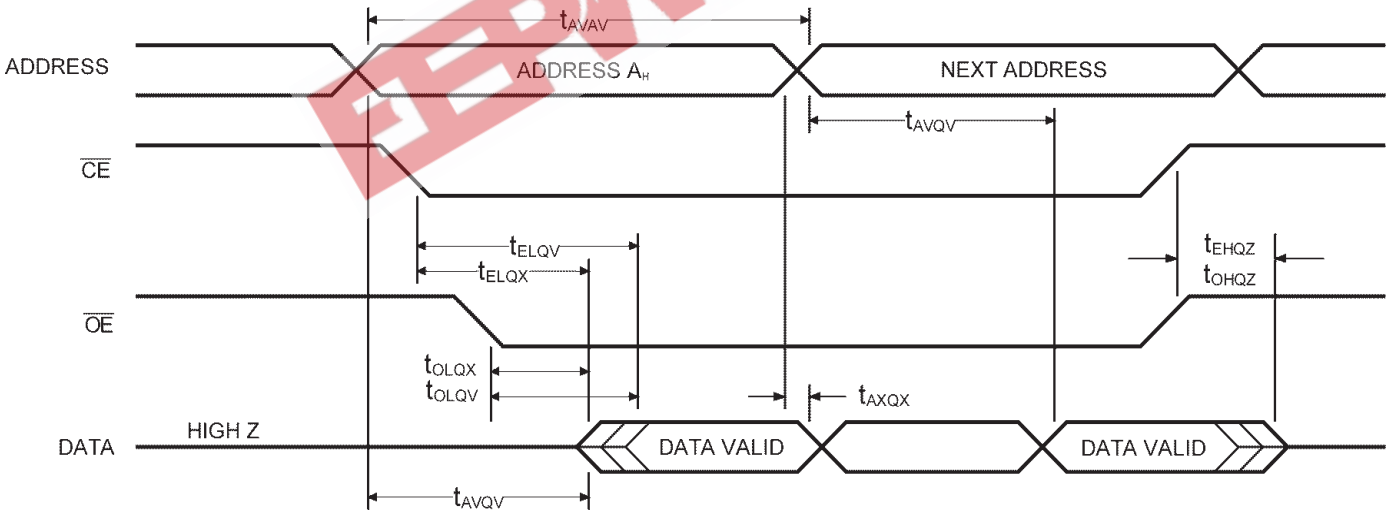 tAVAV
ADDRESS
ADDRESS AH
NEXT ADDRESS
tAVQV
CE
tELQV
tELQX
tEHQZ
tOHQZ
OE
tOLQX
tOLQV
tAXQX
HIGH Z
DATA
DATA VALID
DATA VALID
tAVQV